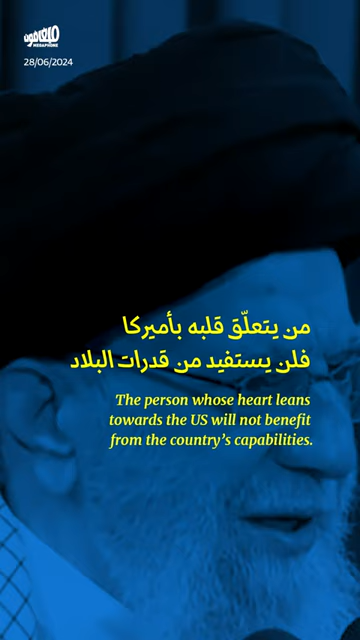 ميغافون
MEGAPHONE
28/06/2024
من يتعلّق قلبه بأميركا
فلن يستفيد من قدرات البلاد
The person whose heart leans
towards the US will not benefit
from the country’s capabilities.